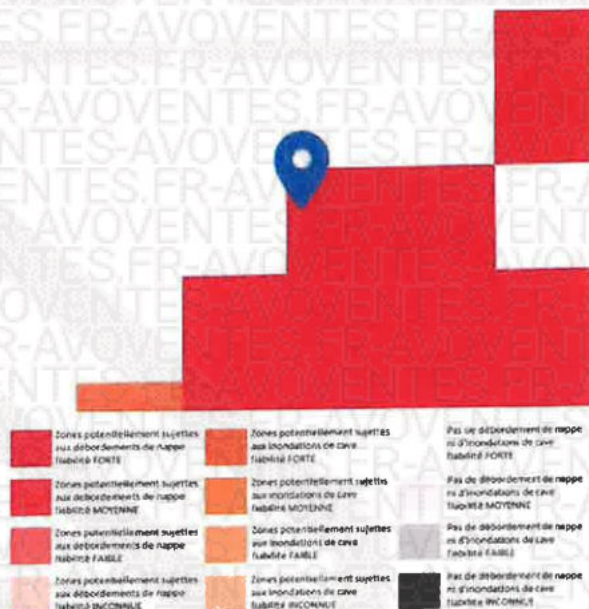 ES.FR-AVOVENTES.FR-
ENTES.FR-AVOVENTES.FR-
R-AVOVENTES.FR-AVOVENT
NTES.FR-AVOVENTES.FR-
Zones potentiellement sujettes
aux débordements de nappe
fiabilité FORTE
Zones potentiellement sujettes
aux inondations de cave
fiabilité FORTE
Pas de débordement de nappe
ni d'inondations de cave
fiabilité FORTE
Zones potentiellement sujettes
aux débordements de nappe
fiabilité MOYENNE
Zones potentiellement sujettes
aux inondations de cave
fiabilité MOYENNE
Pas de débordement de nappe
ni d'inondations de cave
fiabilité MOYENNE
Zones potentiellement sujettes
aux débordements de nappe
fiabilité FAIBLE
Zones potentiellement sujettes
aux inondations de cave
fiabilité FAIBLE
Pas de débordement de nappe
ni d'inondations de cave
fiabilité FAIBLE
Zones potentiellement sujettes
aux débordements de nappe
fiabilité INCONNUE
Zones potentiellement sujettes
aux inondations de cave
fiabilité INCONNUE
Pas de débordement de nappe
ni d'inondations de cave
fiabilité INCONNUE